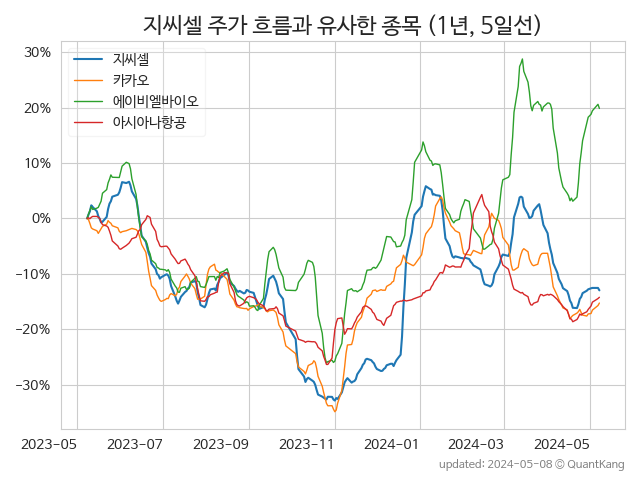 지씨셀 주가 흐름과 유사한 종목 (1년, 5일선)
지씨셀
카카오
에이비엘바이오
아시아나항공
30%
20%
10%
0%
−10%
−20%
−30%
2023-05 2023-07 2023-09 2023-11 2024-01 2024-03 2024-05
updated: 2024-05-08 © QuantKang